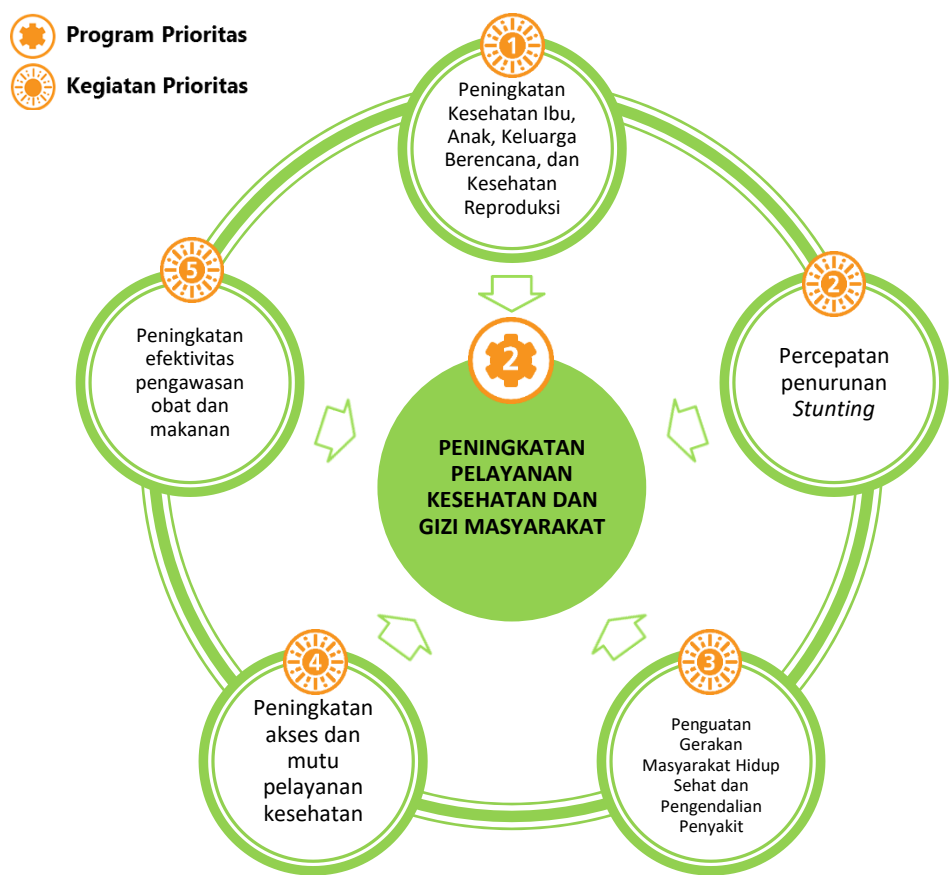 Program Prioritas
Kegiatan Prioritas
1
Peningkatan
Kesehatan Ibu,
Anak, Keluarga
Berencana, dan
Kesehatan
Reproduksi
2
Percepatan
penurunan
Stunting
3
Penguatan
Gerakan
Masyarakat Hidup
Sehat dan
Pengendalian
Penyakit
4
Peningkatan
akses dan
mutu
pelayanan
kesehatan
5
Peningkatan
efektivitas
pengawasan
obat dan
makanan
2
PENINGKATAN
PELAYANAN
KESEHATAN DAN
GIZI MASYARAKAT